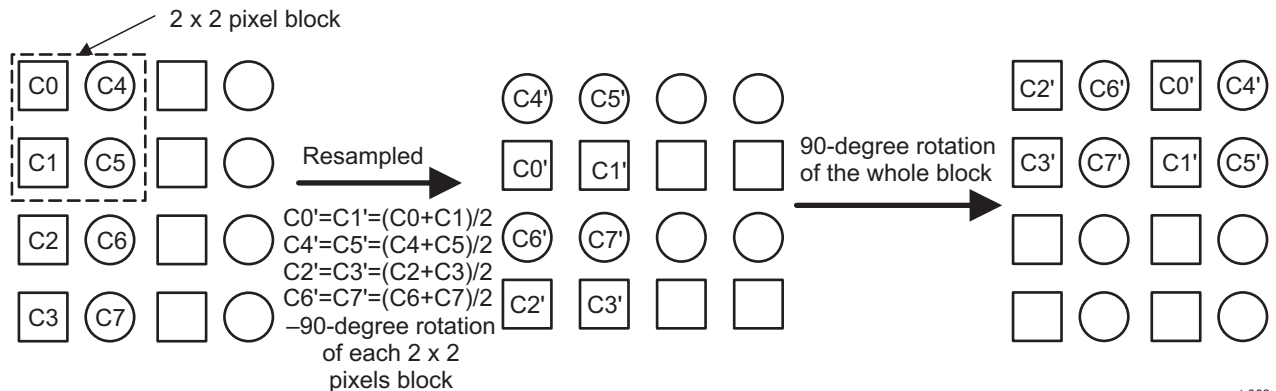 2 x 2 pixel block
C0 C4
C1 C5
C2 C6
C3 C7
Resampled
C0'=C1'=(C0+C1)/2
C4'=C5'=(C4+C5)/2
C2'=C3'=(C2+C3)/2
C6'=C7'=(C6+C7)/2
–90-degree rotation
of each 2 x 2
pixels block
C4' C5'
C0' C1'
C6' C7'
C2' C3'
90-degree rotation
of the whole block
C2' C6' C0' C4'
C3' C7' C1' C5'